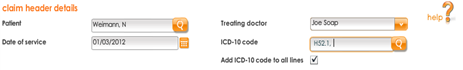 claim header details
Patient Weimann, N Treating doctor Joe Soap help ?
Date of service 01/03/2012 ICD-10 code H52.1,
Add ICD-10 code to all lines